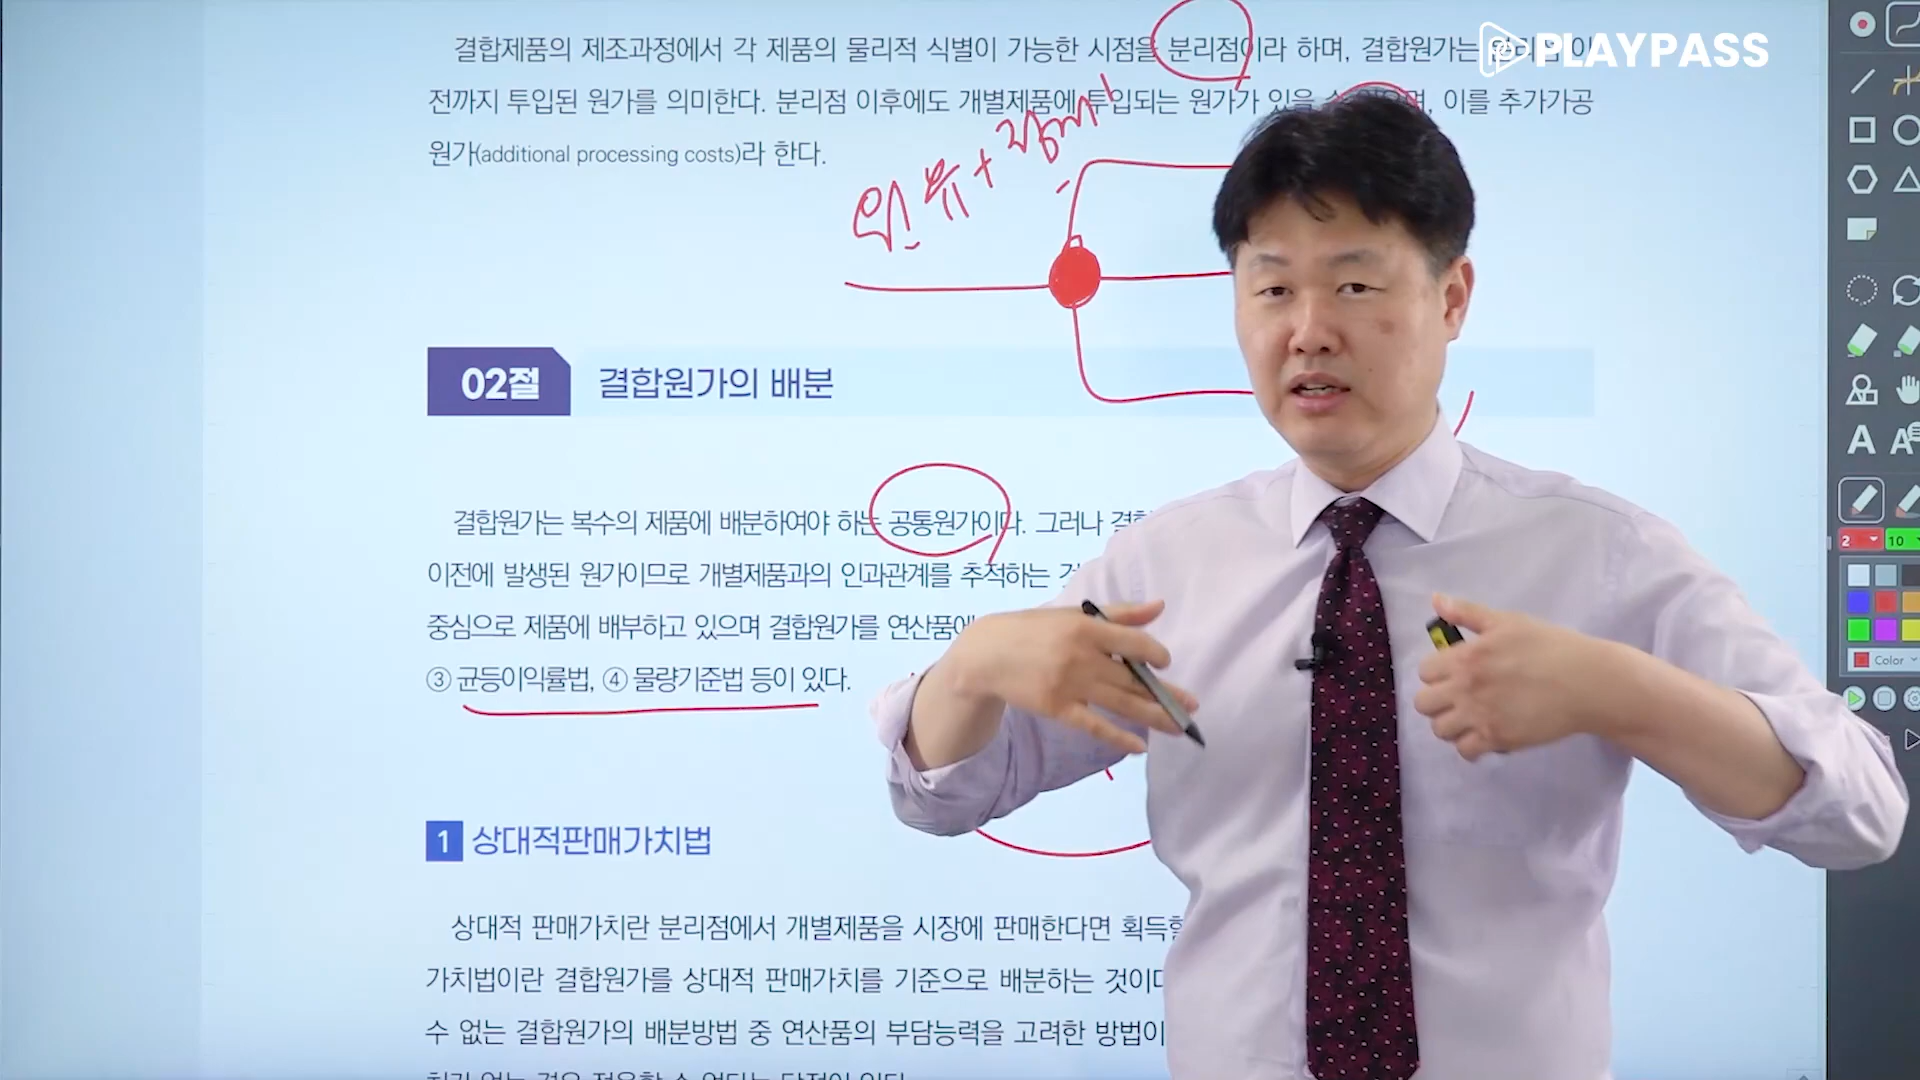 PLAYPASS
결합제품의 제조과정에서 각 제품의 물리적 식별이 가능한 시점을 분리점이라 하며, 결합원가는 분리점 이
전까지 투입된 원가를 의미한다. 분리점 이후에도 개별제품에 투입되는 원가가 있을 수 있으며, 이를 추가가공
원가(additional processing costs)라 한다.
원유+
02절 결합원가의 배분
결합원가는 복수의 제품에 배분하여야 하는 공통원가이다. 그러나
이전에 발생된 원가이므로 개별제품과의 인과관계를 추적하는
중심으로 제품에 배부하고 있으며 결합원가를 연산품에
③ 균등이익률법, ④ 물량기준법 등이 있다.
1 상대적판매가치법
상대적 판매가치란 분리점에서 개별제품을 시장에 판매한다면
가치법이란 결합원가를 상대적 판매가치를 기준으로 배분하는 것이다
수 없는 결합원가의 배분방법 중 연산품의 부담능력을 고려한 방법이
A
2
10
Color